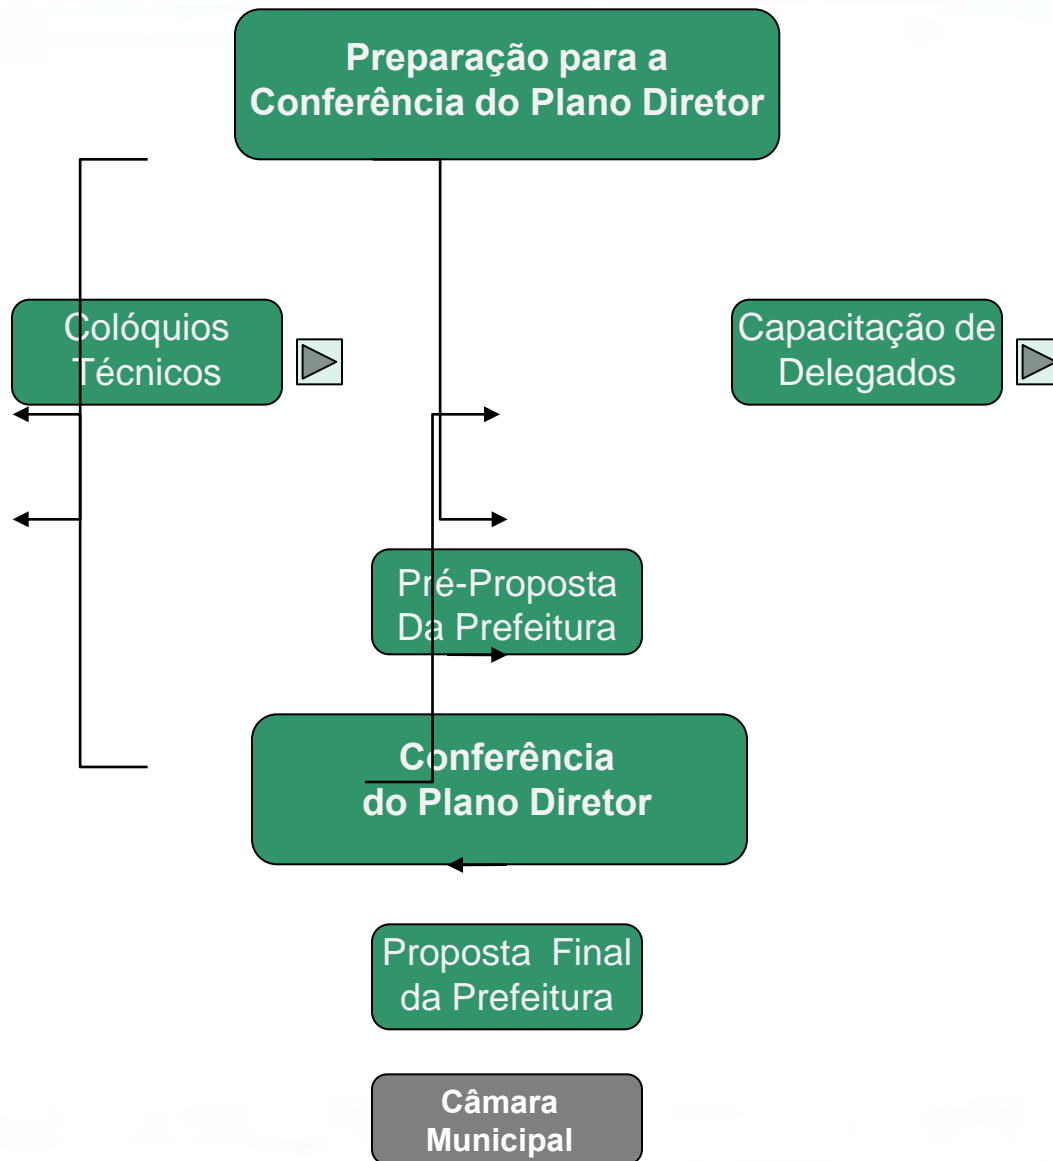 Preparação para a
Conferência do Plano Diretor
Colóquios
Técnicos
Capacitação de
Delegados
Pré-Proposta
Da Prefeitura
Conferência
do Plano Diretor
Proposta Final
da Prefeitura
Câmara
Municipal